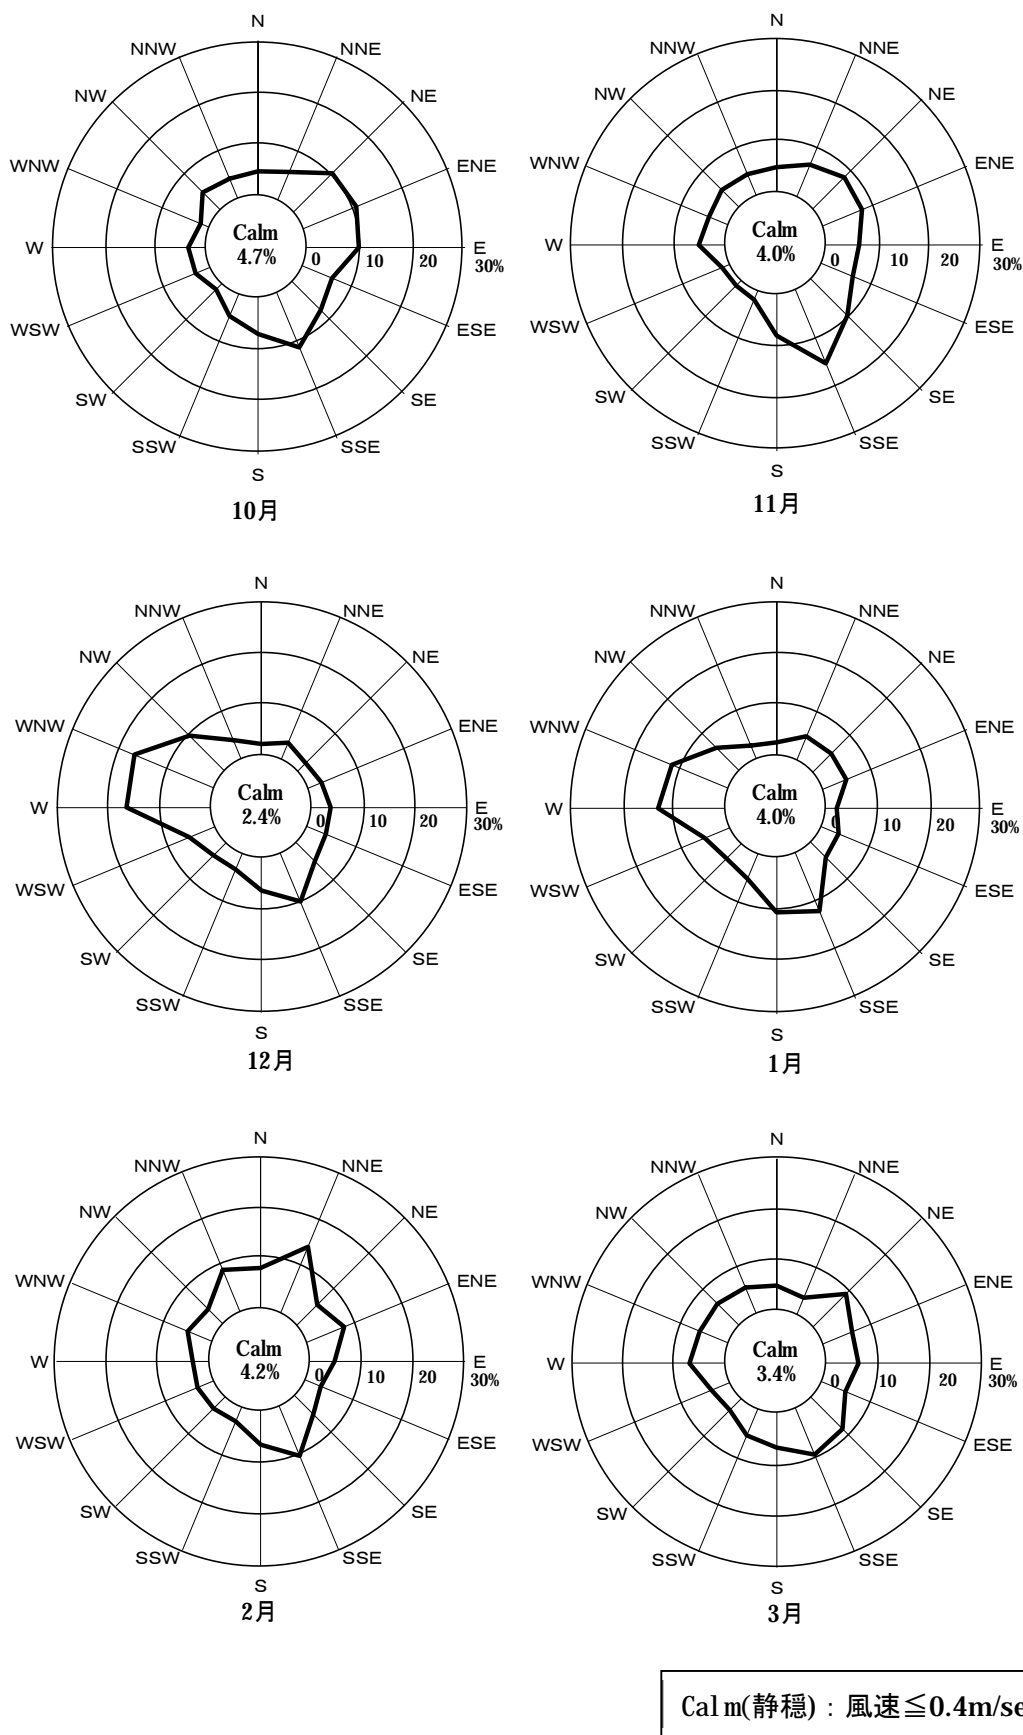 N
NNE
NE
ENE
E
30%
ESE
SE
SSE
S
SSW
SW
WSW
W
WNW
NW
NNW
Calm
4.7%
0
10
20
10月
N
NNE
NE
ENE
E
30%
ESE
SE
SSE
S
SSW
SW
WSW
W
WNW
NW
NNW
Calm
4.0%
0
10
20
11月
N
NNE
NE
ENE
E
30%
ESE
SE
SSE
S
SSW
SW
WSW
W
WNW
NW
NNW
Calm
2.4%
0
10
20
12月
N
NNE
NE
ENE
E
30%
ESE
SE
SSE
S
SSW
SW
WSW
W
WNW
NW
NNW
Calm
4.0%
0
10
20
1月
N
NNE
NE
ENE
E
30%
ESE
SE
SSE
S
SSW
SW
WSW
W
WNW
NW
NNW
Calm
4.2%
0
10
20
2月
N
NNE
NE
ENE
E
30%
ESE
SE
SSE
S
SSW
SW
WSW
W
WNW
NW
NNW
Calm
3.4%
0
10
20
3月
Calm(静穏)：風速≦0.4m/se